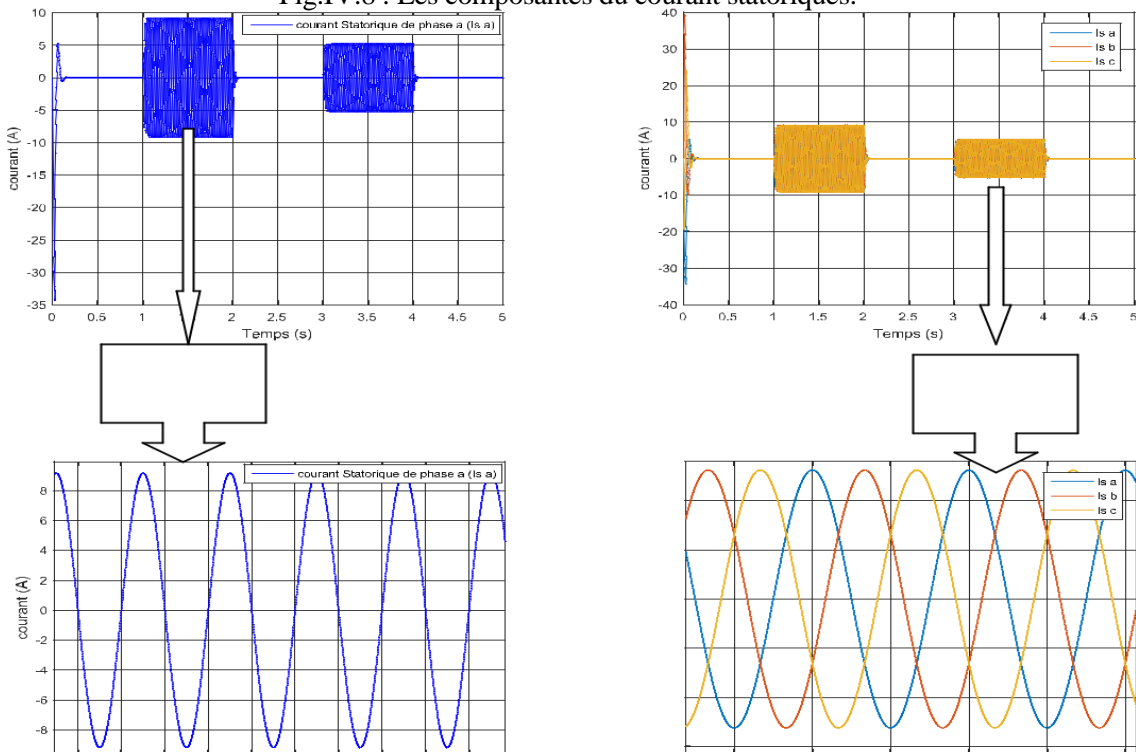 Fig.IV.8 : Les composantes du courant statoriques.
courant Statorique de phase a (Is a)
10
5
0
-5
-10
-15
-20
-25
-30
-35
courant (A)
0 0.5 1 1.5 2 2.5 3 3.5 4 4.5 5
Temps (s)
Is a
Is b
Is c
40
30
20
10
0
-10
-20
-30
-40
courant (A)
0 0.5 1 1.5 2 2.5 3 3.5 4 4.5 5
Temps (s)
courant Statorique de phase a (Is a)
8
6
4
2
0
-2
-4
-6
-8
courant (A)
Is a
Is b
Is c